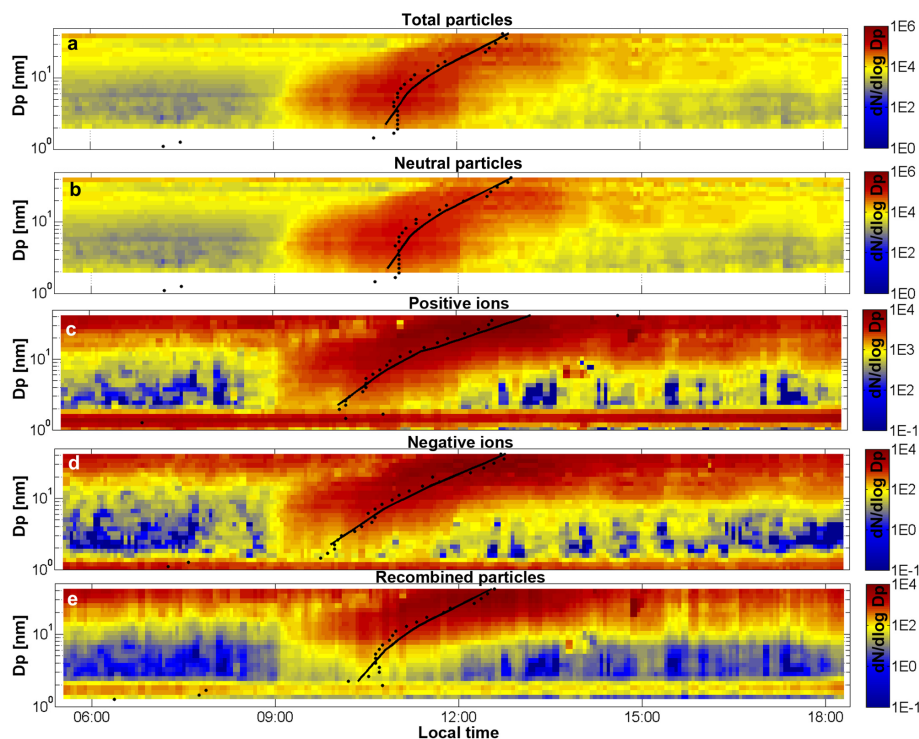 Total particles
a
Dp [nm]
10^1
10^0
1E6
1E4
1E2
1E0
dN/dlog Dp
Neutral particles
b
Dp [nm]
10^1
10^0
1E6
1E4
1E2
1E0
dN/dlog Dp
Positive ions
c
Dp [nm]
10^1
10^0
1E4
1E3
1E2
1E-1
dN/dlog Dp
Negative ions
d
Dp [nm]
10^1
10^0
1E4
1E3
1E2
1E-1
dN/dlog Dp
Recombined particles
e
Dp [nm]
10^1
10^0
1E4
1E2
1E0
1E-1
dN/dlog Dp
06:00 09:00 12:00 15:00 18:00
Local time